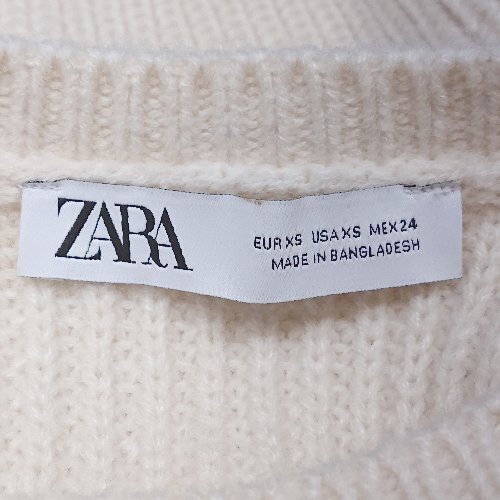 ZARA
EUR XS USA XS MEX 24
MADE IN BANGLADESH